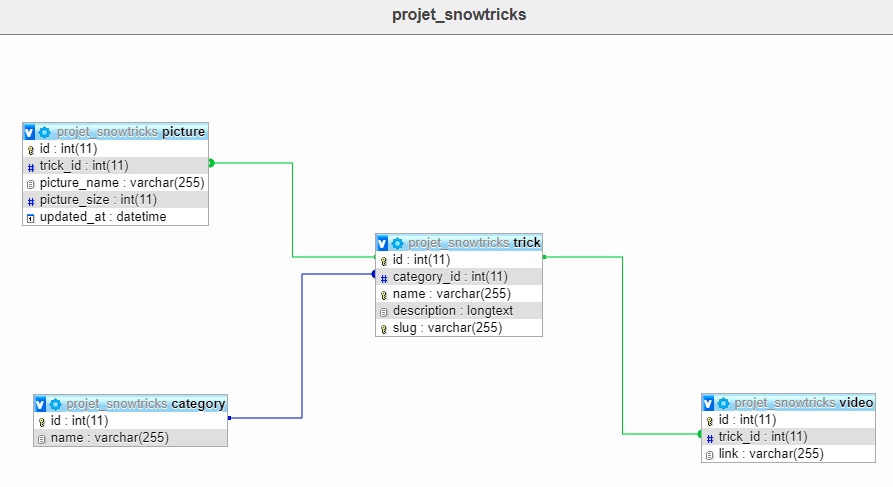 projet_snowtricks
projet_snowtricks picture
id : int(11)
trick_id : int(11)
picture_name : varchar(255)
picture_size : int(11)
updated_at : datetime
projet_snowtricks trick
id : int(11)
category_id : int(11)
name : varchar(255)
description : longtext
slug : varchar(255)
projet_snowtricks category
id : int(11)
name : varchar(255)
projet_snowtricks video
id : int(11)
trick_id : int(11)
link : varchar(255)